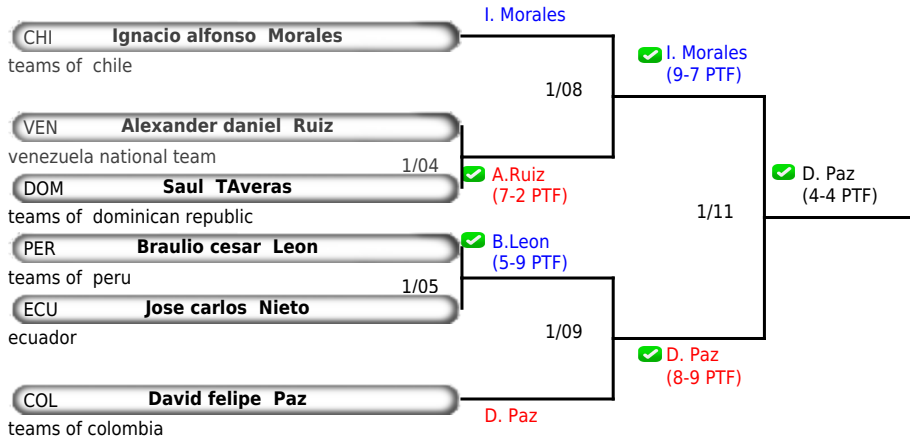 I. Morales
CHI Ignacio alfonso Morales
teams of chile
I. Morales
(9-7 PTF)
1/08
VEN Alexander daniel Ruiz
venezuela national team
1/04
DOM Saul TAveras
teams of dominican republic
A.Ruiz
(7-2 PTF)
D. Paz
(4-4 PTF)
1/11
PER Braulio cesar Leon
teams of peru
B.Leon
(5-9 PTF)
1/05
ECU Jose carlos Nieto
ecuador
1/09
D. Paz
(8-9 PTF)
COL David felipe Paz
teams of colombia
D. Paz